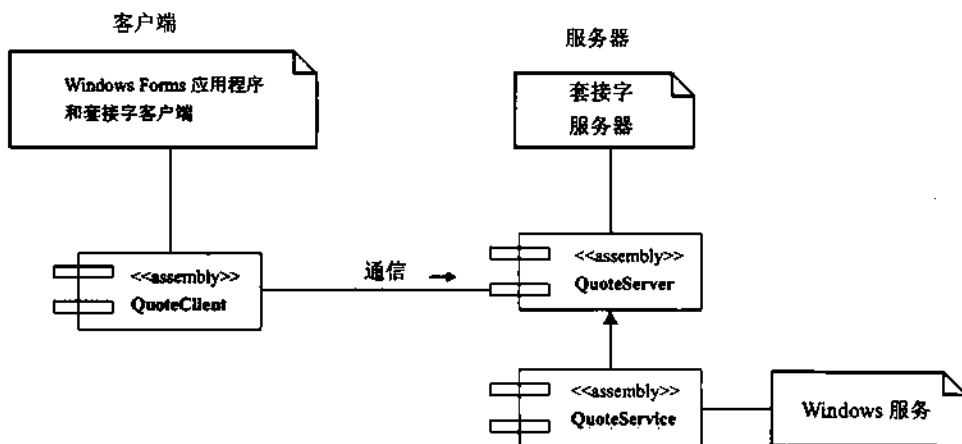 客户端
服务器
Windows Forms 应用程序
和套接字客户端
套接字
服务器
<<assembly>>
QuoteClient
通信
<<assembly>>
QuoteServer
<<assembly>>
QuoteService
Windows 服务